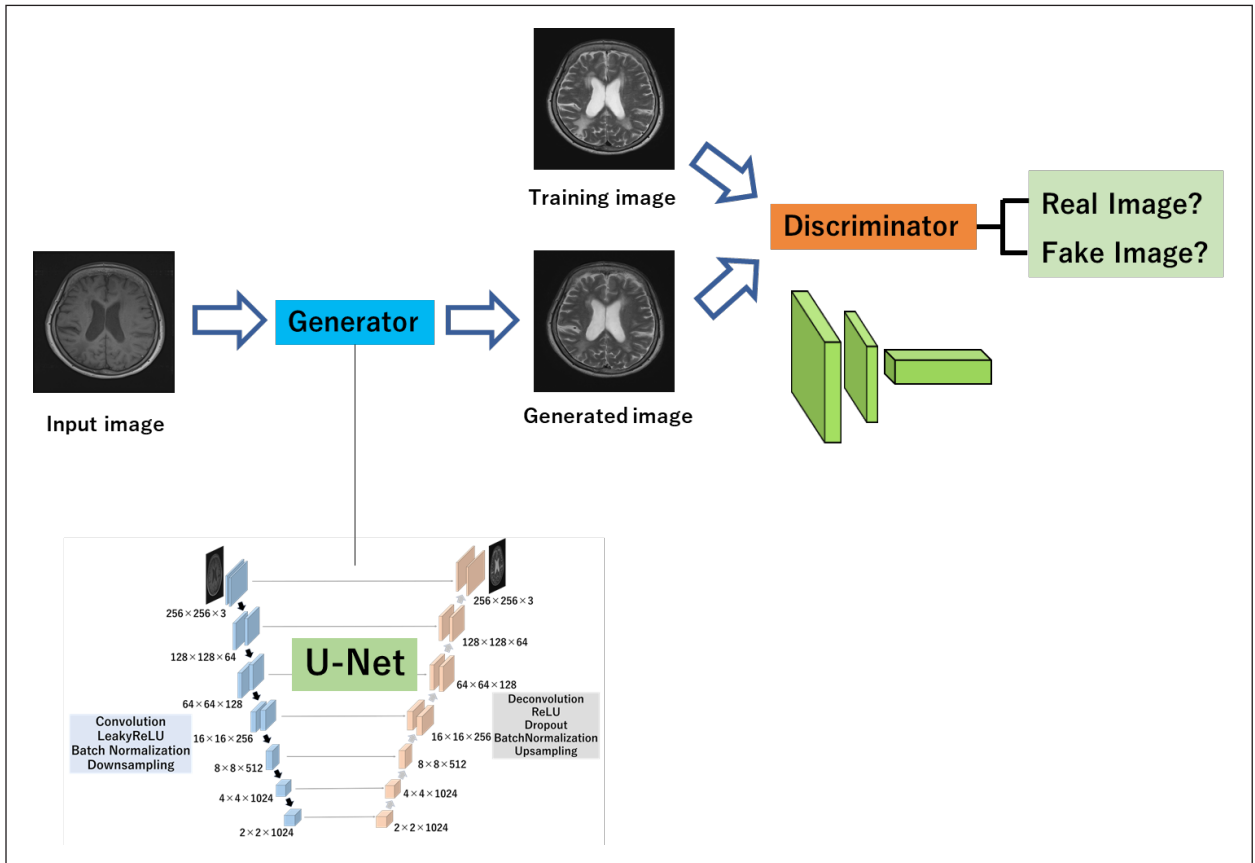 Training image
Real Image?
Discriminator
Fake Image?
Input image
Generator
Generated image
256×256×3
128×128×64
64×64×128
16×16×256
8×8×512
4×4×1024
2×2×1024
U-Net
256×256×3
128×128×64
64×64×128
16×16×256
8×8×512
4×4×1024
2×2×1024
Convolution
LeakyReLU
Batch Normalization
Downsampling
Deconvolution
ReLU
Dropout
BatchNormalization
Upsampling